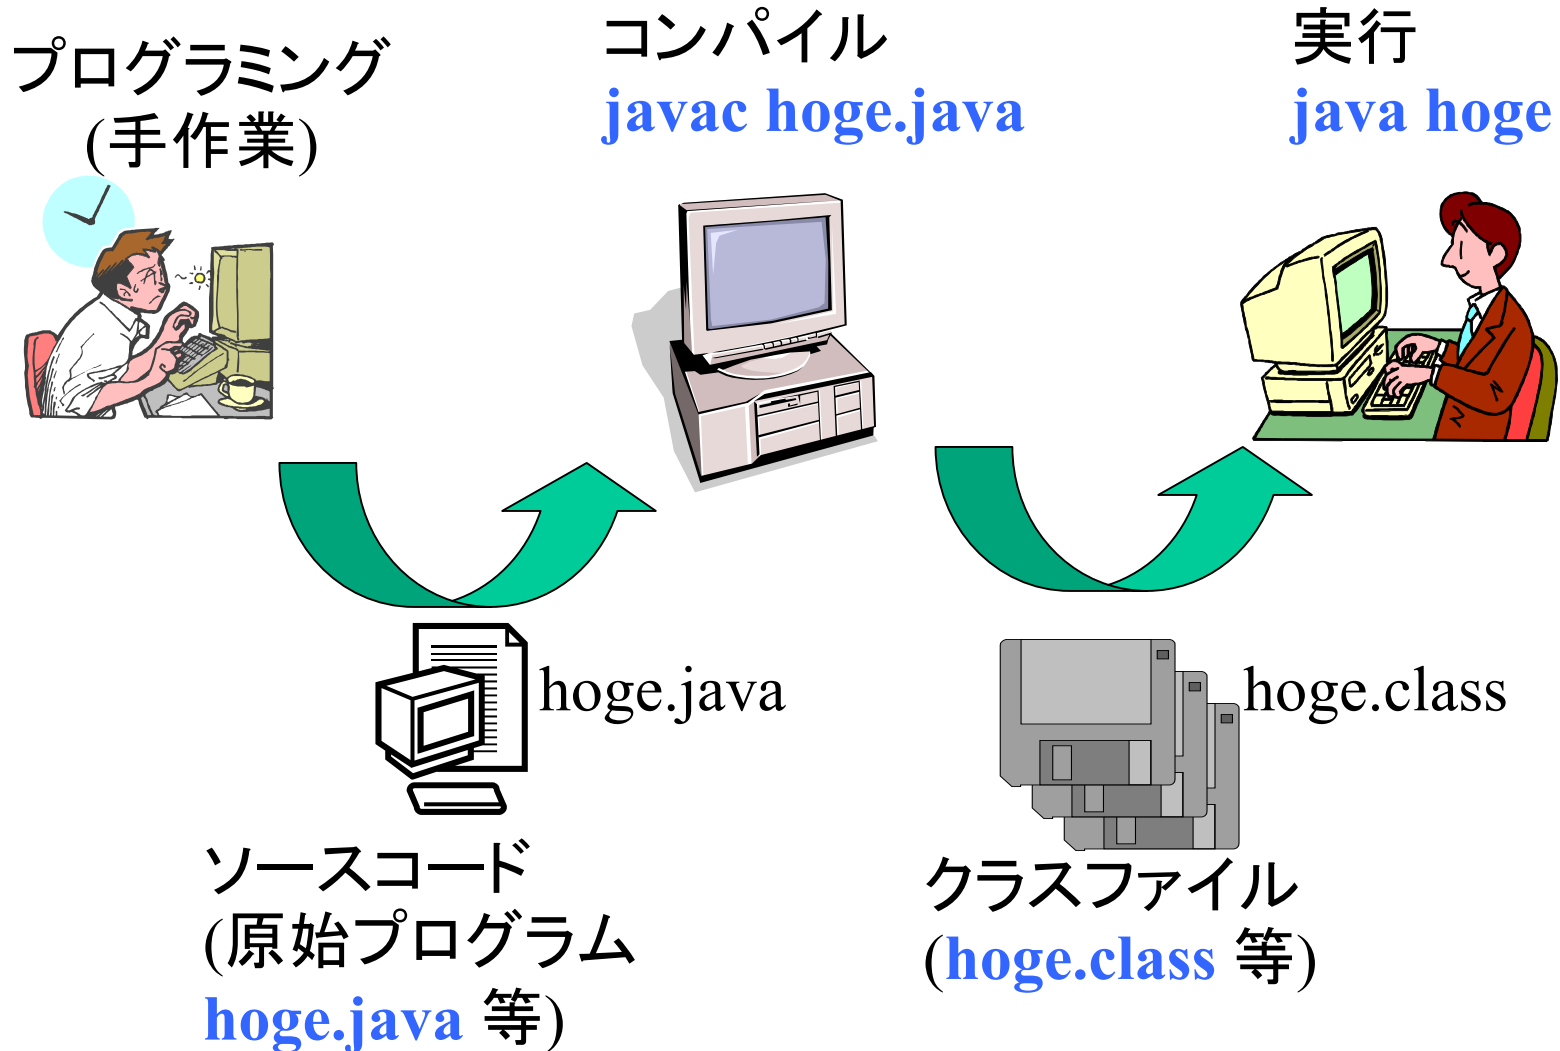 プログラミング
(手作業)
コンパイル
javac hoge.java
実行
java hoge
hoge.java
hoge.class
ソースコード
(原始プログラム
hoge.java 等)
クラスファイル
(hoge.class 等)